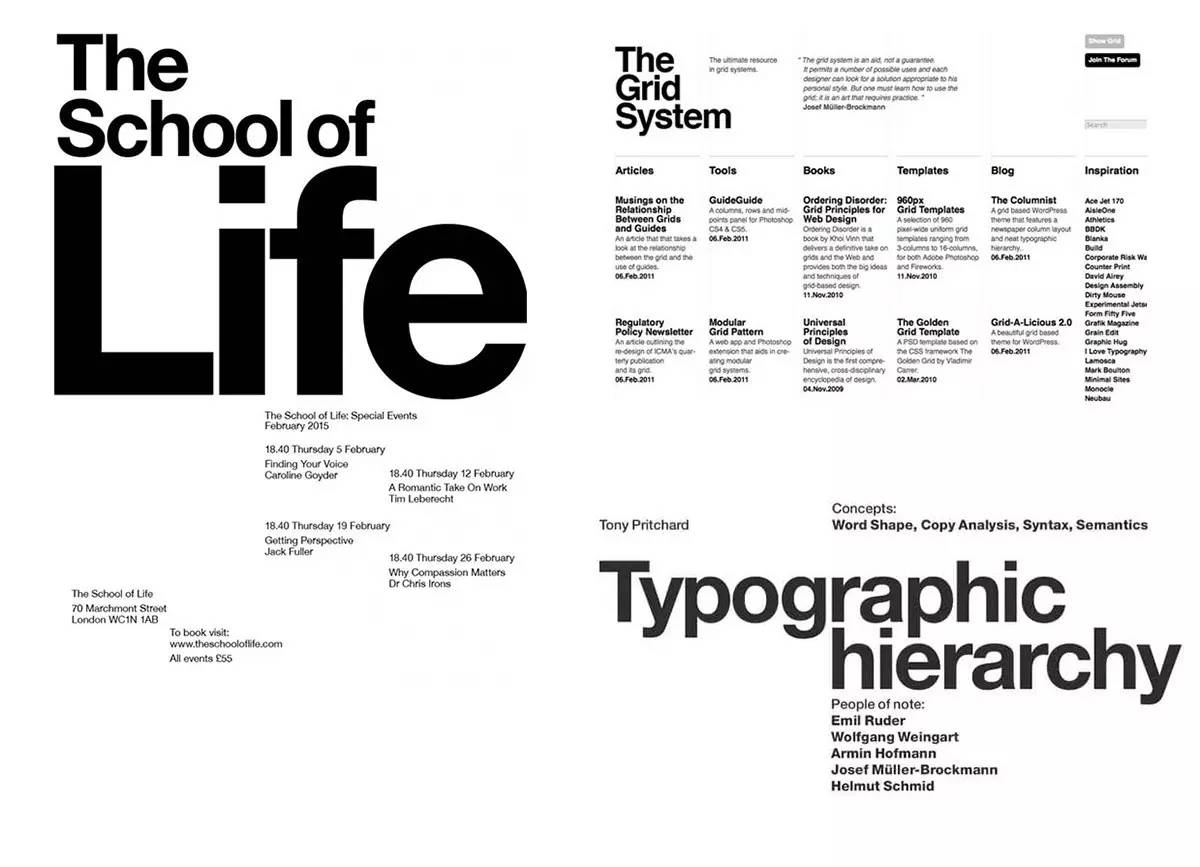 The
School of
Life
The School of Life: Special Events
February 2015
18.40 Thursday 5 February
Finding Your Voice
Caroline Goyder
18.40 Thursday 12 February
A Romantic Take On Work
Tim Leberecht
18.40 Thursday 19 February
Getting Perspective
Jack Fuller
18.40 Thursday 26 February
Why Compassion Matters
Dr Chris Irons
The School of Life
70 Marchmont Street
London WC1N 1AB
To book visit:
www.theschooloflife.com
All events £55
The
Grid
System
The ultimate resource
in grid systems.
" The grid system is an aid, not a guarantee.
It permits a number of possible uses and each
designer can look for a solution appropriate to his
personal style. But one must learn how to use the
grid; it is an art that requires practice. "
Josef Müller-Brockmann
Show Grid
Join The Forum
Search
Articles
Musings on the
Relationship
Between Grids
and Guides
An article that that takes a
look at the relationship
between the grid and the
use of guides.
06.Feb.2011
Regulatory
Policy Newsletter
An article outlining the
re-design of ICMA's quar-
terly publication
and its grid.
06.Feb.2011
Tools
GuideGuide
A columns, rows and mid-
points panel for Photoshop
CS4 & CS5.
06.Feb.2011
Modular
Grid Pattern
A web app and Photoshop
extension that aids in cre-
ating modular
grid systems.
06.Feb.2011
Books
Ordering Disorder:
Grid Principles for
Web Design
Ordering Disorder is a
book by Khoi Vinh that
delivers a definitive take on
grids and the Web and
provides both the big ideas
and techniques of
grid-based design.
11.Nov.2010
Universal
Principles
of Design
Universal Principles of
Design is the first compre-
hensive, cross-disciplinary
encyclopedia of design.
04.Nov.2009
Templates
960px
Grid Templates
A selection of 960
pixel-wide uniform grid
templates ranging from
3-columns to 16-columns,
for both Adobe Photoshop
and Fireworks.
11.Nov.2010
The Golden
Grid Template
A PSD template based on
the CSS framework The
Golden Grid by Vladimir
Carrer.
02.Mar.2010
Blog
The Columnist
A grid based WordPress
theme that features a
newspaper column layout
and neat typographic
hierarchy..
06.Feb.2011
Grid-A-Licious 2.0
A beautiful grid based
theme for WordPress.
06.Feb.2011
Inspiration
Ace Jet 170
AisleOne
Athletics
BBDK
Blanka
Build
Corporate Risk Wa
Counter Print
David Airey
Design Assembly
Dirty Mouse
Experimental Jetse
Form Fifty Five
Grafik Magazine
Grain Edit
Graphic Hug
I Love Typography
Lamosca
Mark Boulton
Minimal Sites
Monocle
Neubau
Tony Pritchard
Concepts:
Word Shape, Copy Analysis, Syntax, Semantics
Typographic
hierarchy
People of note:
Emil Ruder
Wolfgang Weingart
Armin Hofmann
Josef Müller-Brockmann
Helmut Schmid